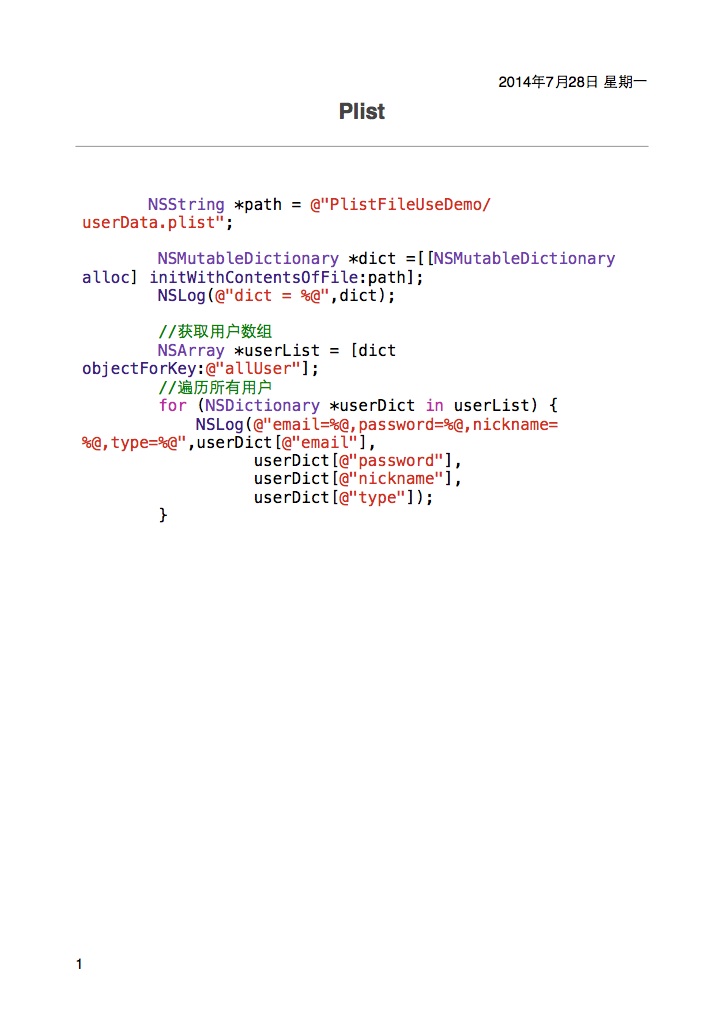 2014年7月28日 星期一
Plist
NSString *path = @"PlistFileUseDemo/
userData.plist";
NSMutableDictionary *dict =[[NSMutableDictionary
alloc] initWithContentsOfFile:path];
NSLog(@"dict = %@",dict);
//获取用户数组
NSArray *userList = [dict
objectForKey:@"allUser"];
//遍历所有用户
for (NSDictionary *userDict in userList) {
NSLog(@"email=%@,password=%@,nickname=
%@,type=%@",userDict[@"email"],
userDict[@"password"],
userDict[@"nickname"],
userDict[@"type"]);
}
1